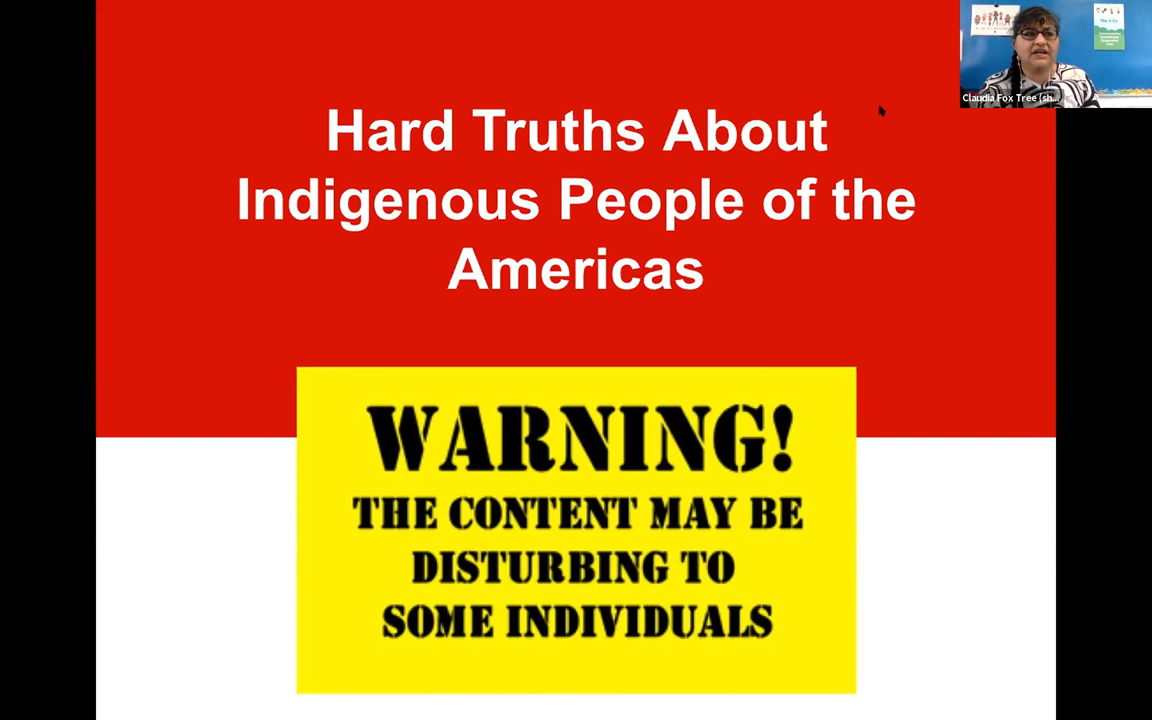 Hard Truths About
Indigenous People of the
Americas
Claudia Fox Tree (sh...
WARNING!
THE CONTENT MAY BE
DISTURBING TO
SOME INDIVIDUALS